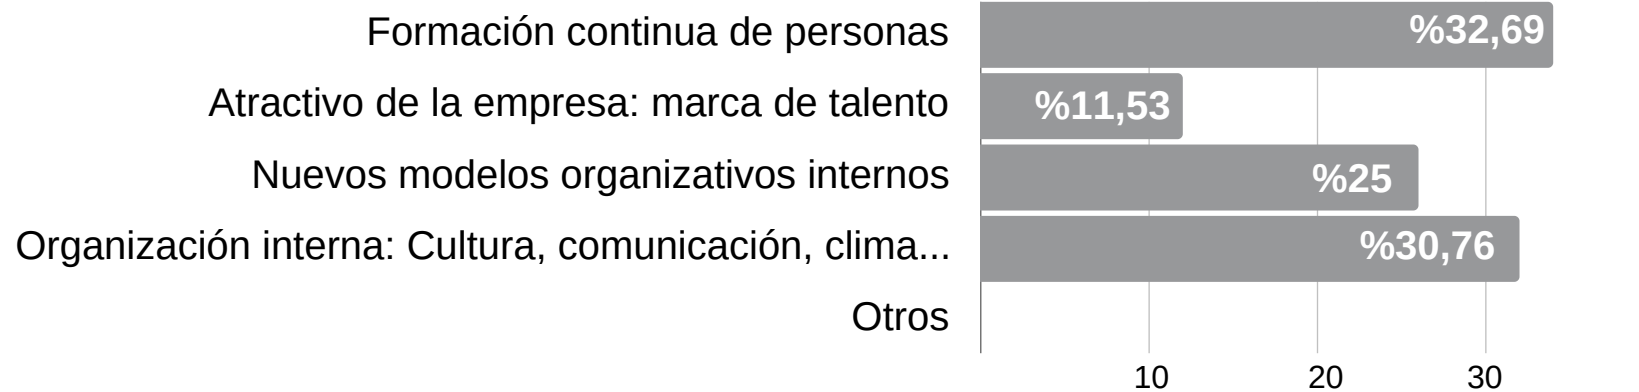 Formación continua de personas %32,69
Atractivo de la empresa: marca de talento %11,53
Nuevos modelos organizativos internos %25
Organización interna: Cultura, comunicación, clima... %30,76
Otros
10 20 30